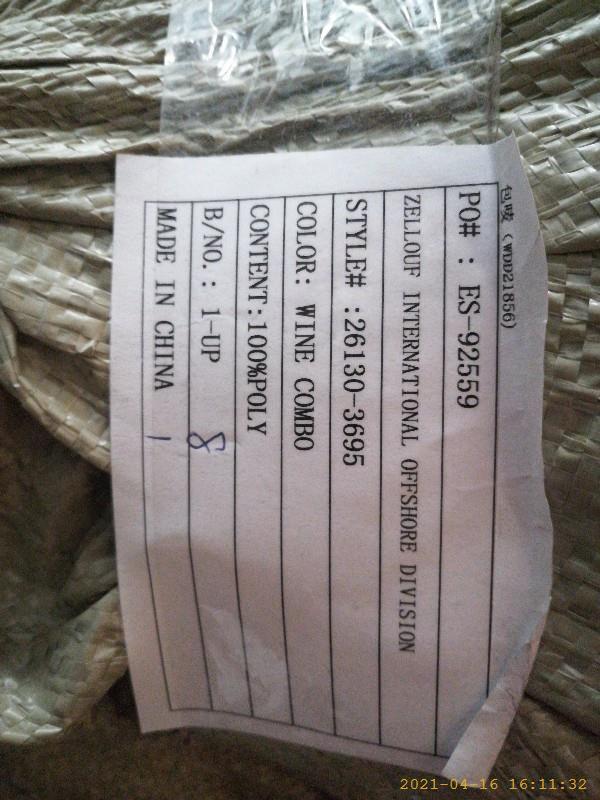 包唛 (WDD21856)
PO# : ES-92559
ZELLOUF INTERNATIONAL OFFSHORE DIVISION
STYLE# :26130-3695
COLOR: WINE COMBO
CONTENT:100%POLY
B/NO.: 1-UP 8
MADE IN CHINA 1
2021-04-16 16:11:32